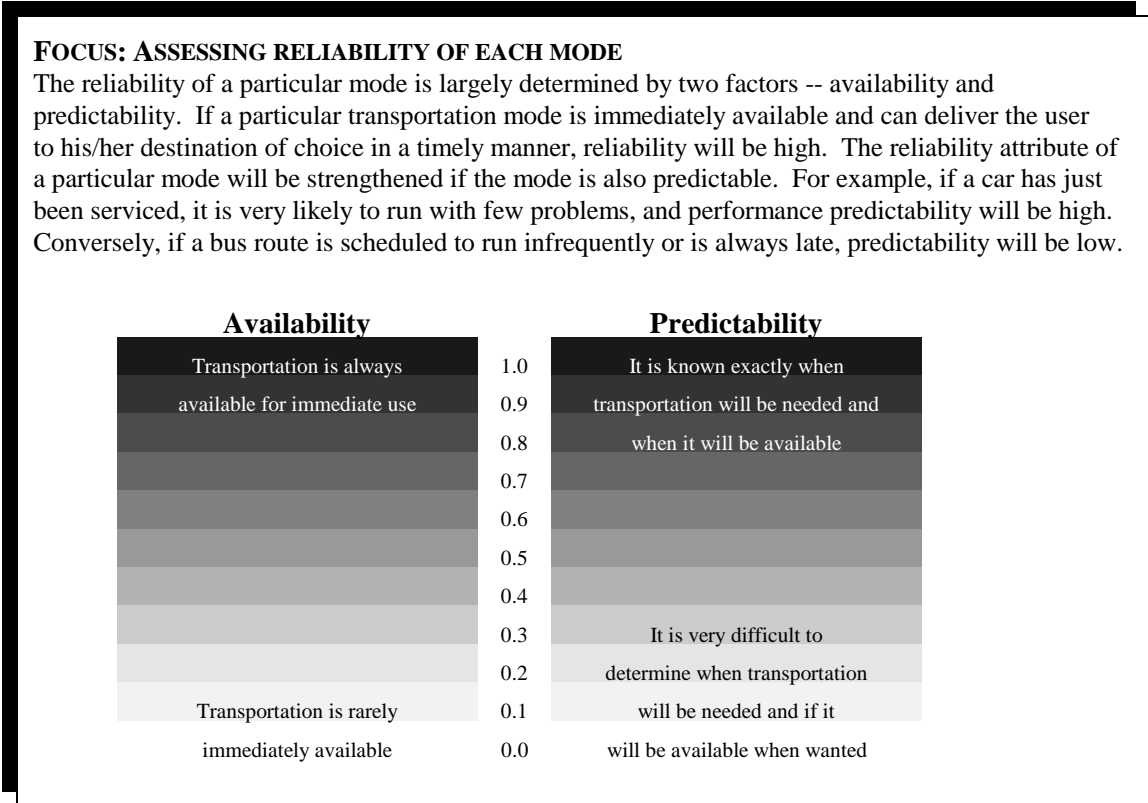 FOCUS: ASSESSING RELIABILITY OF EACH MODE
The reliability of a particular mode is largely determined by two factors -- availability and
predictability. If a particular transportation mode is immediately available and can deliver the user
to his/her destination of choice in a timely manner, reliability will be high. The reliability attribute of
a particular mode will be strengthened if the mode is also predictable. For example, if a car has just
been serviced, it is very likely to run with few problems, and performance predictability will be high.
Conversely, if a bus route is scheduled to run infrequently or is always late, predictability will be low.
Availability Predictability
Transportation is always 1.0 It is known exactly when
available for immediate use 0.9 transportation will be needed and
0.8 when it will be available
0.7
0.6
0.5
0.4
0.3 It is very difficult to
0.2 determine when transportation
Transportation is rarely 0.1 will be needed and if it
immediately available 0.0 will be available when wanted